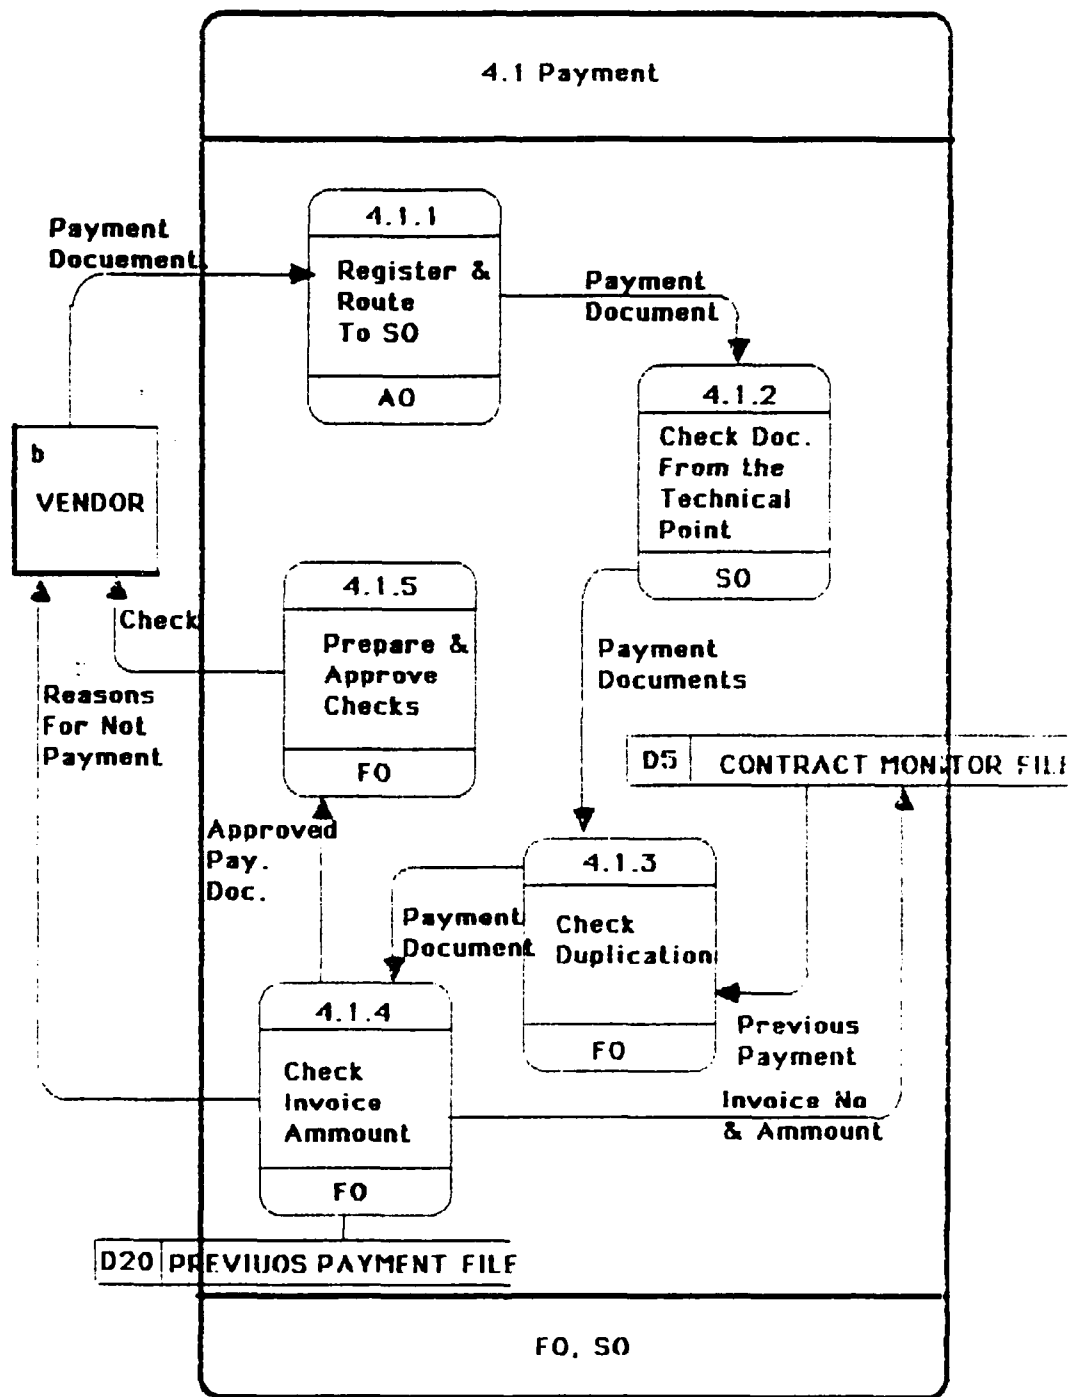 4.1 Payment
4.1.1
Register &
Route
To SO
AO
Payment
Docuement
Payment
Document
4.1.2
Check Doc.
From the
Technical
Point
SO
b
VENDOR
Check
Reasons
For Not
Payment
4.1.5
Prepare &
Approve
Checks
FO
Payment
Documents
D5 CONTRACT MONITOR FILE
Approved
Pay.
Doc.
4.1.3
Check
Duplication
FO
Payment
Document
Previous
Payment
4.1.4
Check
Invoice
Ammount
FO
Invoice No
& Ammount
D20 PREVIUOS PAYMENT FILE
FO, SO